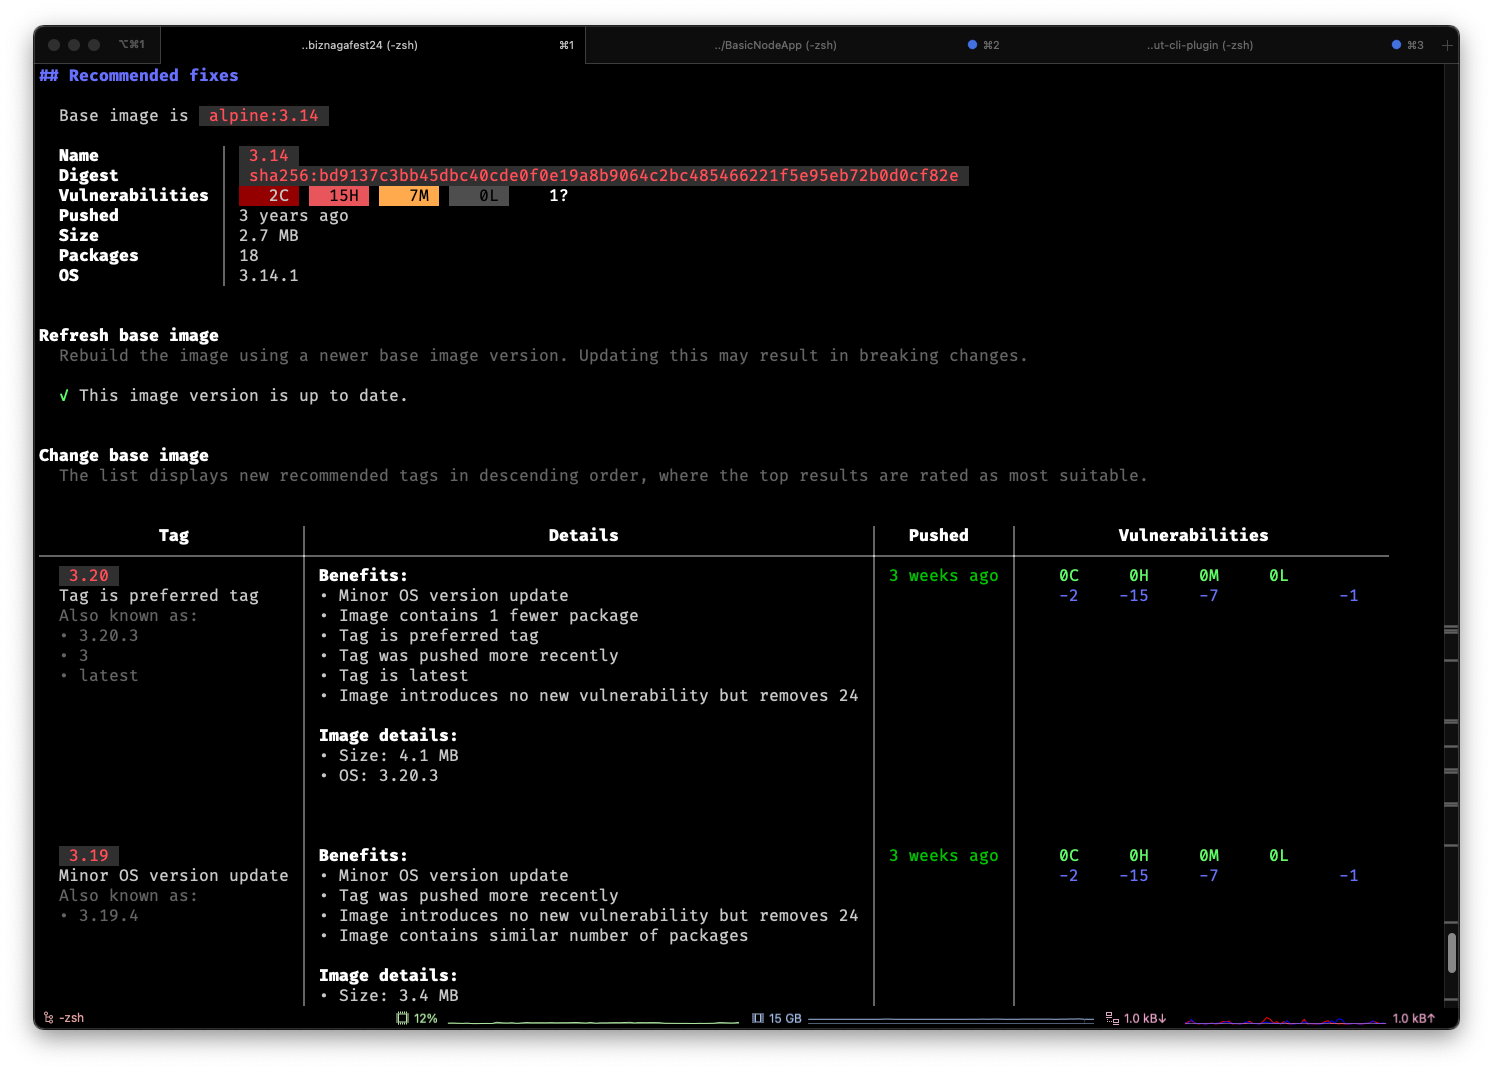 ⌥⌘1 ..biznagafest24 (-zsh) ⌘1 ../BasicNodeApp (-zsh) ⌘2 ..ut-cli-plugin (-zsh) ⌘3 +
## Recommended fixes
Base image is alpine:3.14
Name 3.14
Digest sha256:bd9137c3bb45dbc40cde0f0e19a8b9064c2bc485466221f5e95eb72b0d0cf82e
Vulnerabilities 2C 15H 7M 0L 1?
Pushed 3 years ago
Size 2.7 MB
Packages 18
OS 3.14.1
Refresh base image
Rebuild the image using a newer base image version. Updating this may result in breaking changes.
✓ This image version is up to date.
Change base image
The list displays new recommended tags in descending order, where the top results are rated as most suitable.
Tag Details Pushed Vulnerabilities
3.20 Benefits: 3 weeks ago 0C 0H 0M 0L
Tag is preferred tag • Minor OS version update -2 -15 -7 -1
Also known as: • Image contains 1 fewer package
• 3.20.3 • Tag is preferred tag
• 3 • Tag was pushed more recently
• latest • Tag is latest
• Image introduces no new vulnerability but removes 24
Image details:
• Size: 4.1 MB
• OS: 3.20.3
3.19 Benefits: 3 weeks ago 0C 0H 0M 0L
Minor OS version update • Minor OS version update -2 -15 -7 -1
Also known as: • Tag was pushed more recently
• 3.19.4 • Image introduces no new vulnerability but removes 24
• Image contains similar number of packages
Image details:
• Size: 3.4 MB
-zsh 12% 15 GB 1.0 kB↓ 1.0 kB↑